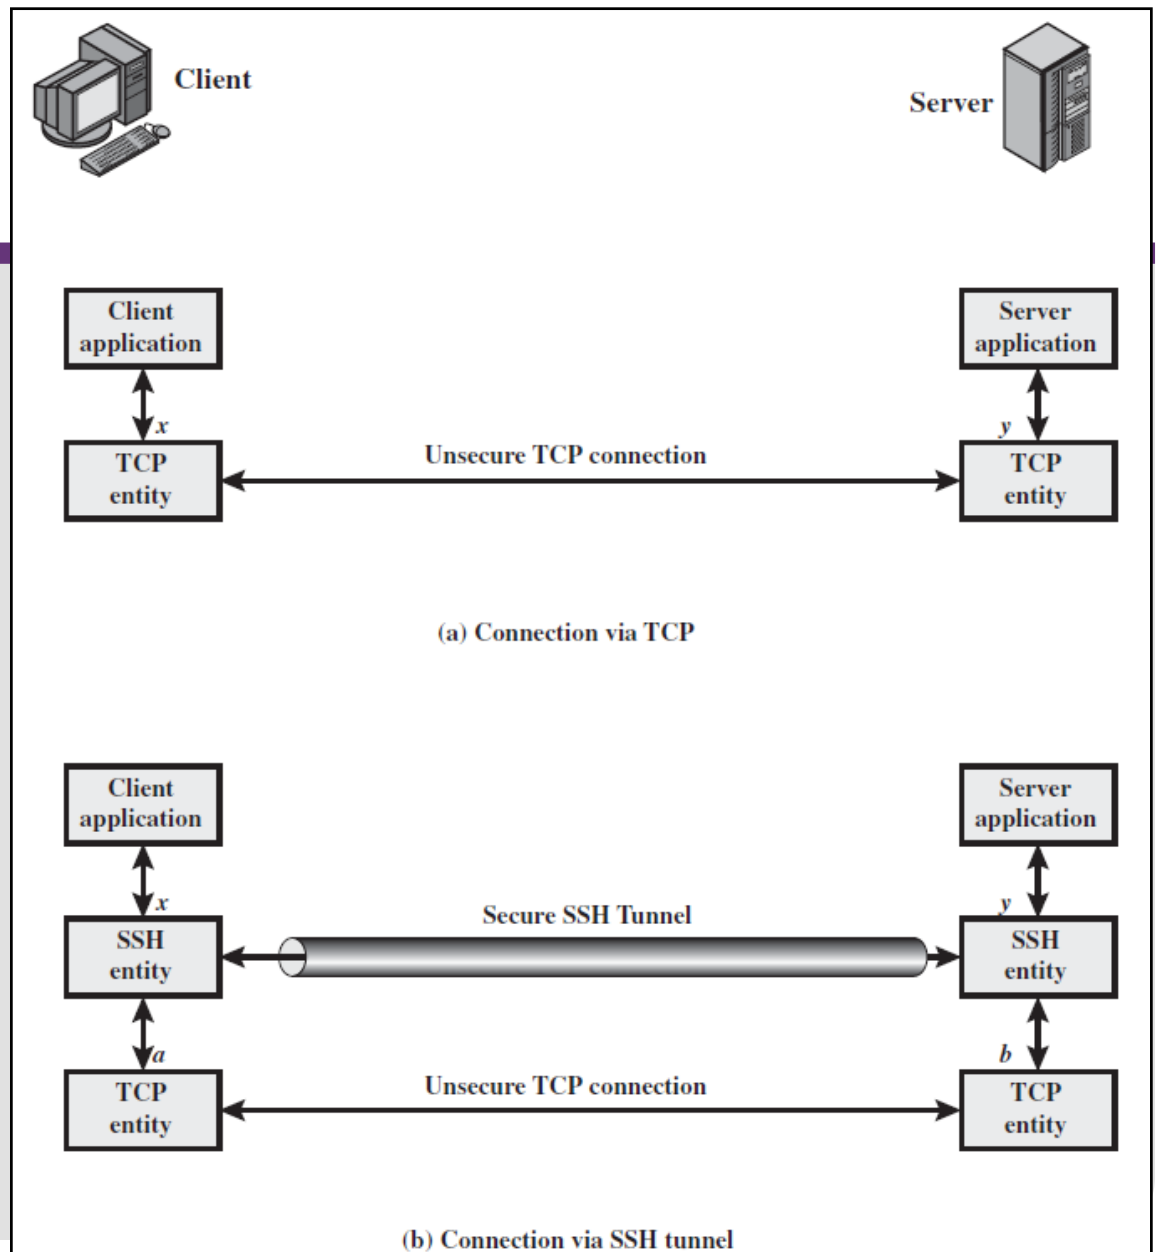 Client
Server
Client
application
Server
application
x
y
TCP
entity
Unsecure TCP connection
TCP
entity
(a) Connection via TCP
Client
application
Server
application
x
y
SSH
entity
Secure SSH Tunnel
SSH
entity
a
b
TCP
entity
Unsecure TCP connection
TCP
entity
(b) Connection via SSH tunnel